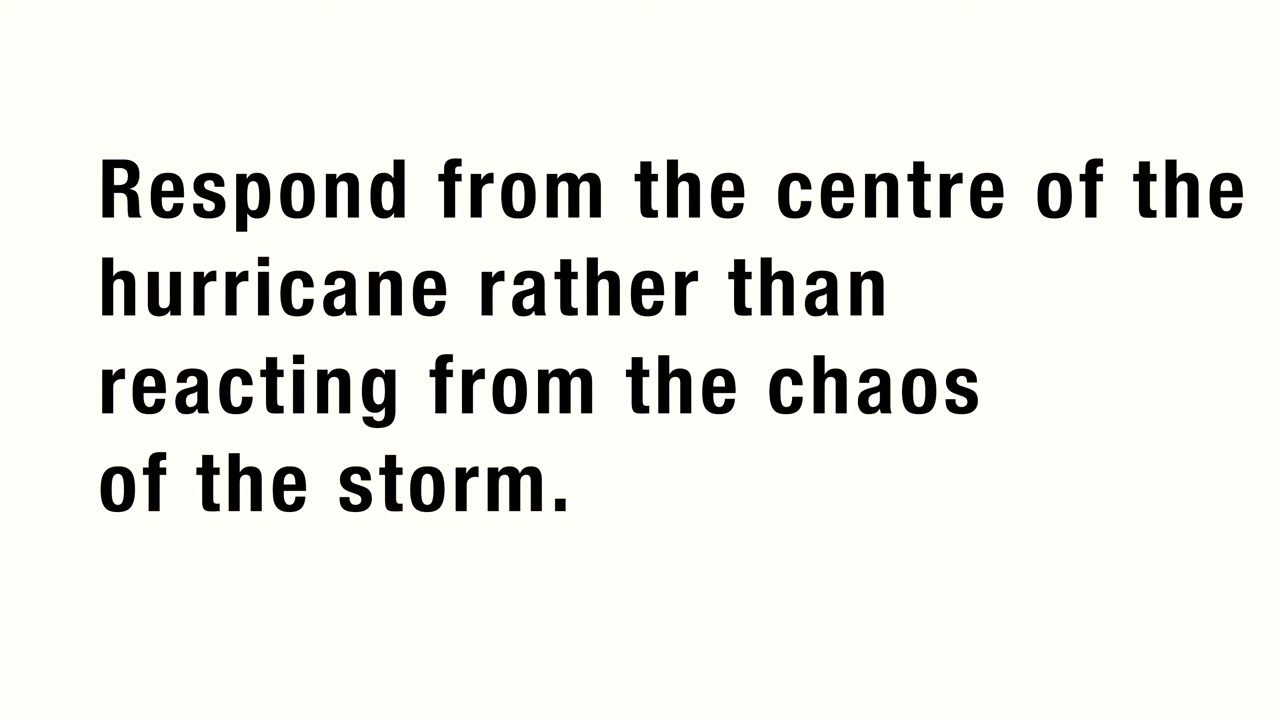 Respond from the centre of the
hurricane rather than
reacting from the chaos
of the storm.